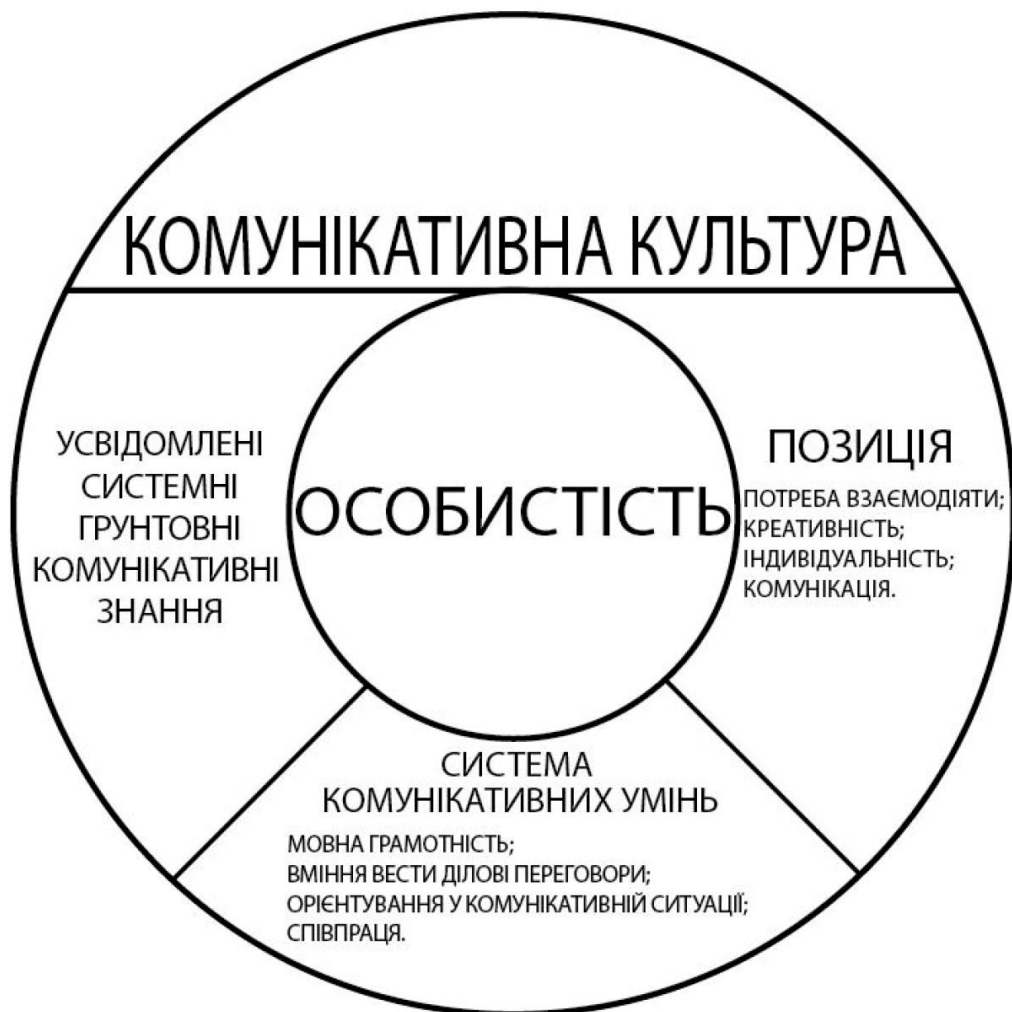 КОМУНІКАТИВНА КУЛЬТУРА
УСВІДОМЛЕНІ
СИСТЕМНІ
ГРУНТОВНІ
КОМУНІКАТИВНІ
ЗНАННЯ
ОСОБИСТІСТЬ
ПОЗИЦІЯ
ПОТРЕБА ВЗАЄМОДІЯТИ;
КРЕАТИВНІСТЬ;
ІНДИВІДУАЛЬНІСТЬ;
КОМУНІКАЦІЯ.
СИСТЕМА
КОМУНІКАТИВНИХ УМІНЬ
МОВНА ГРАМОТНІСТЬ;
ВМІННЯ ВЕСТИ ДІЛОВІ ПЕРЕГОВОРИ;
ОРІЄНТУВАННЯ У КОМУНІКАТИВНІЙ СИТУАЦІЇ;
СПІВПРАЦЯ.